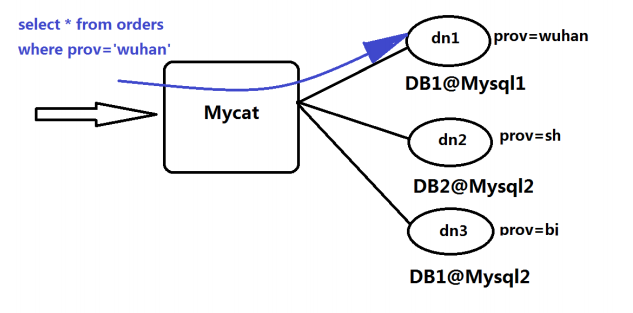 select * from orders
where prov='wuhan'
Mycat
dn1
prov=wuhan
DB1@Mysql1
dn2
prov=sh
DB2@Mysql2
dn3
prov=bi
DB1@Mysql2